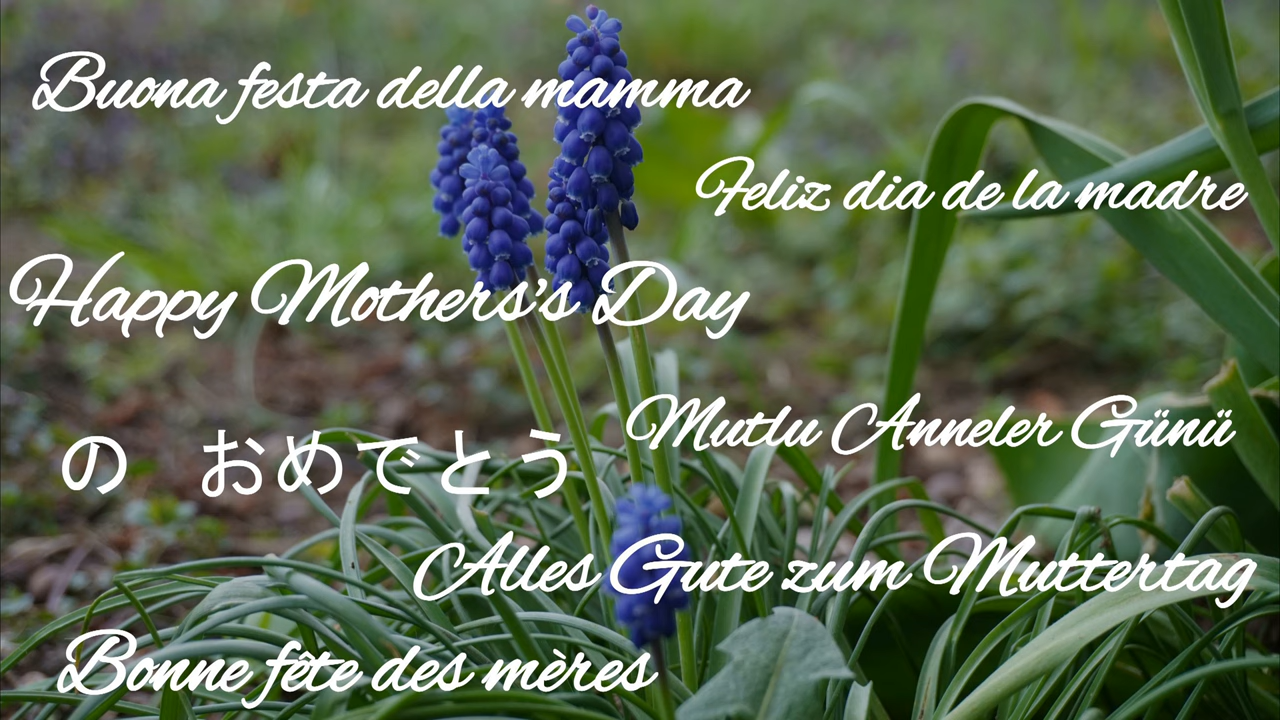 Buona festa della mamma
Feliz dia de la madre
Happy Mothers's Day
Mutlu Anneler Günü
の おめでとう
Alles Gute zum Muttertag
Bonne fête des mères